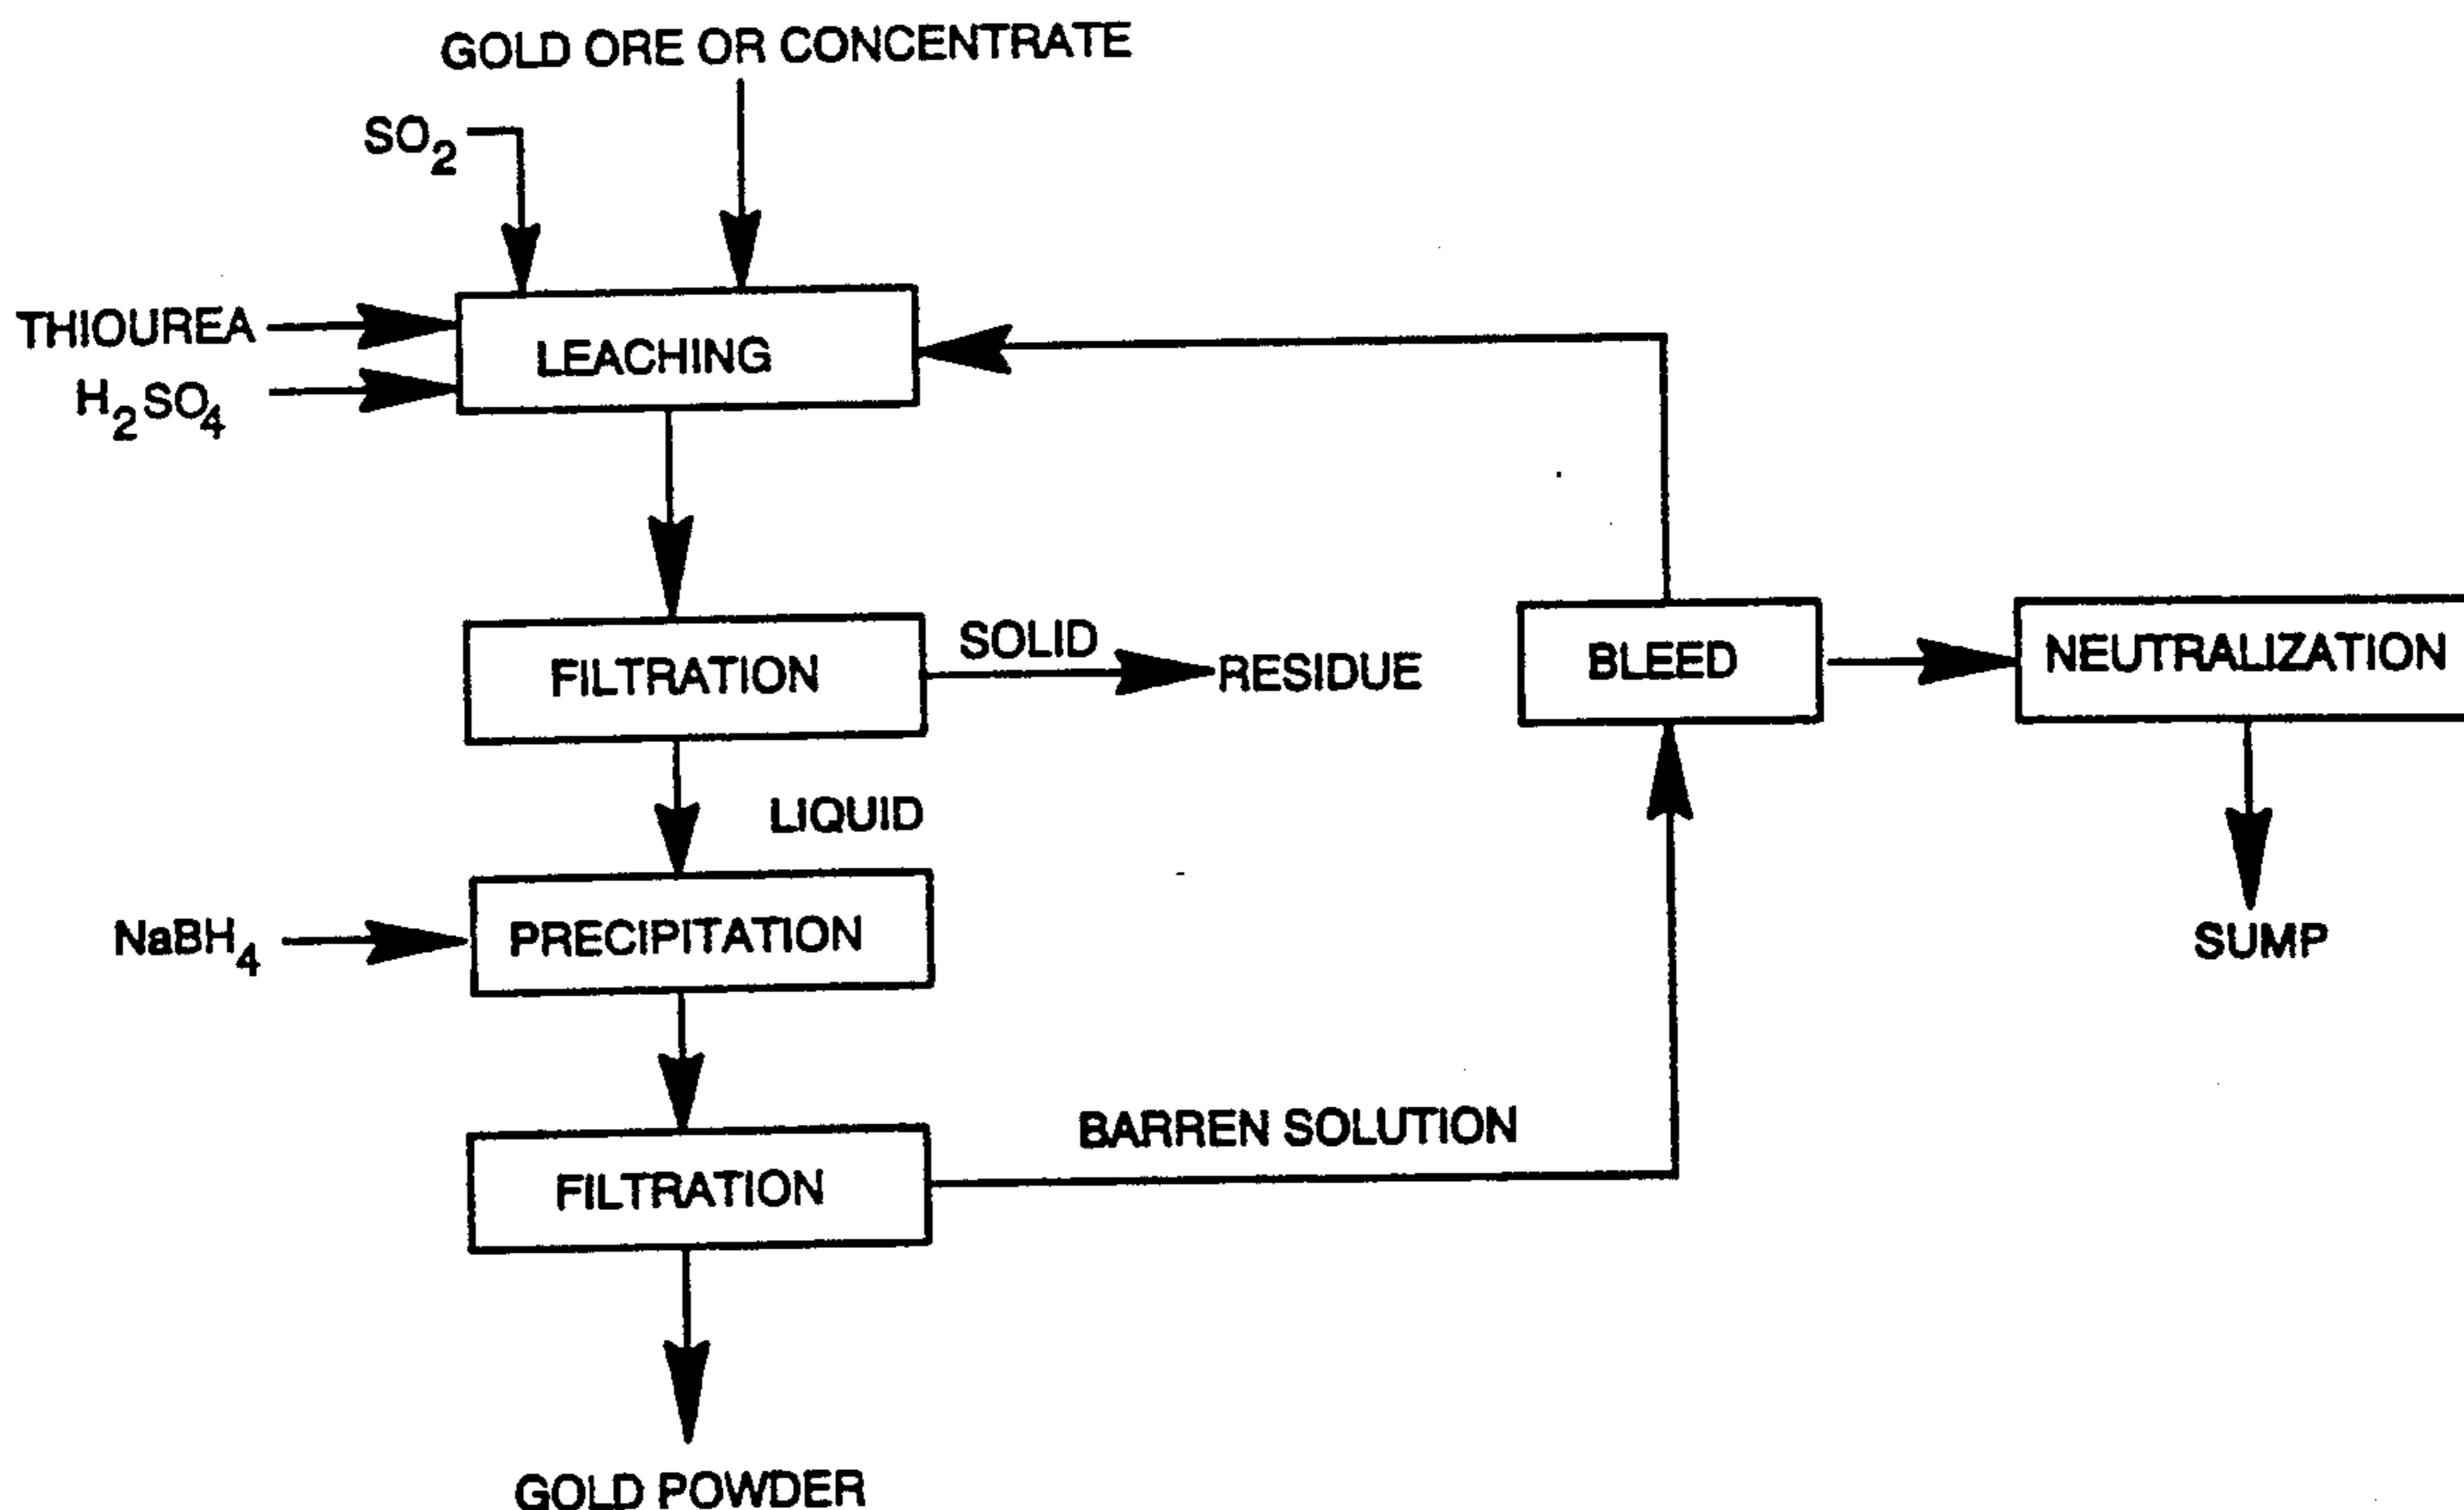 GOLD ORE OR CONCENTRATE
SO2
THIOUREA
H2SO4
LEACHING
FILTRATION
SOLID
RESIDUE
BLEED
NEUTRALIZATION
LIQUID
NaBH4
PRECIPITATION
SUMP
BARREN SOLUTION
FILTRATION
GOLD POWDER